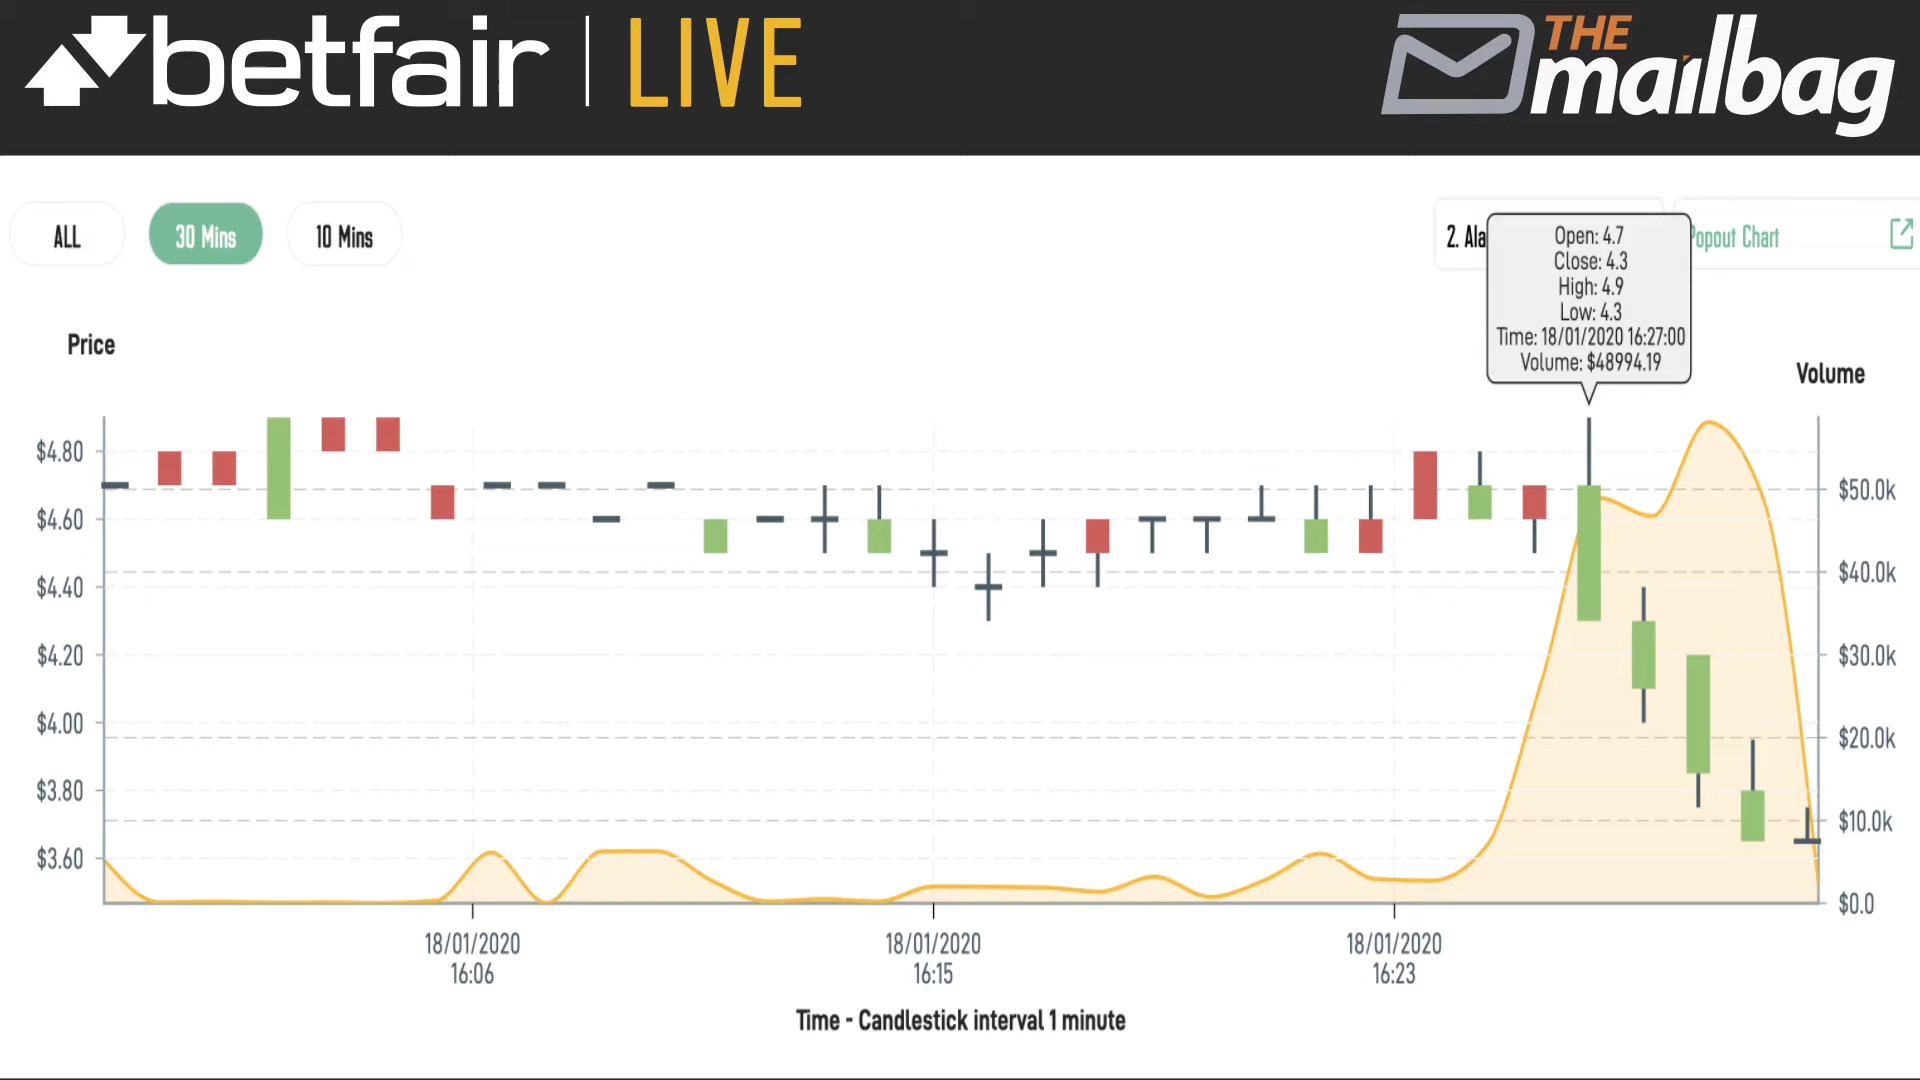 betfair LIVE
THE
mailbag
ALL
30 Mins
10 Mins
2. Ala
Popout Chart
Open: 4.7
Close: 4.3
High: 4.9
Low: 4.3
Time: 18/01/2020 16:27:00
Volume: $48994.19
Price
Volume
$4.80
$4.60
$4.40
$4.20
$4.00
$3.80
$3.60
$50.0k
$40.0k
$30.0k
$20.0k
$10.0k
$0.0
18/01/2020
16:06
18/01/2020
16:15
18/01/2020
16:23
Time - Candlestick interval 1 minute